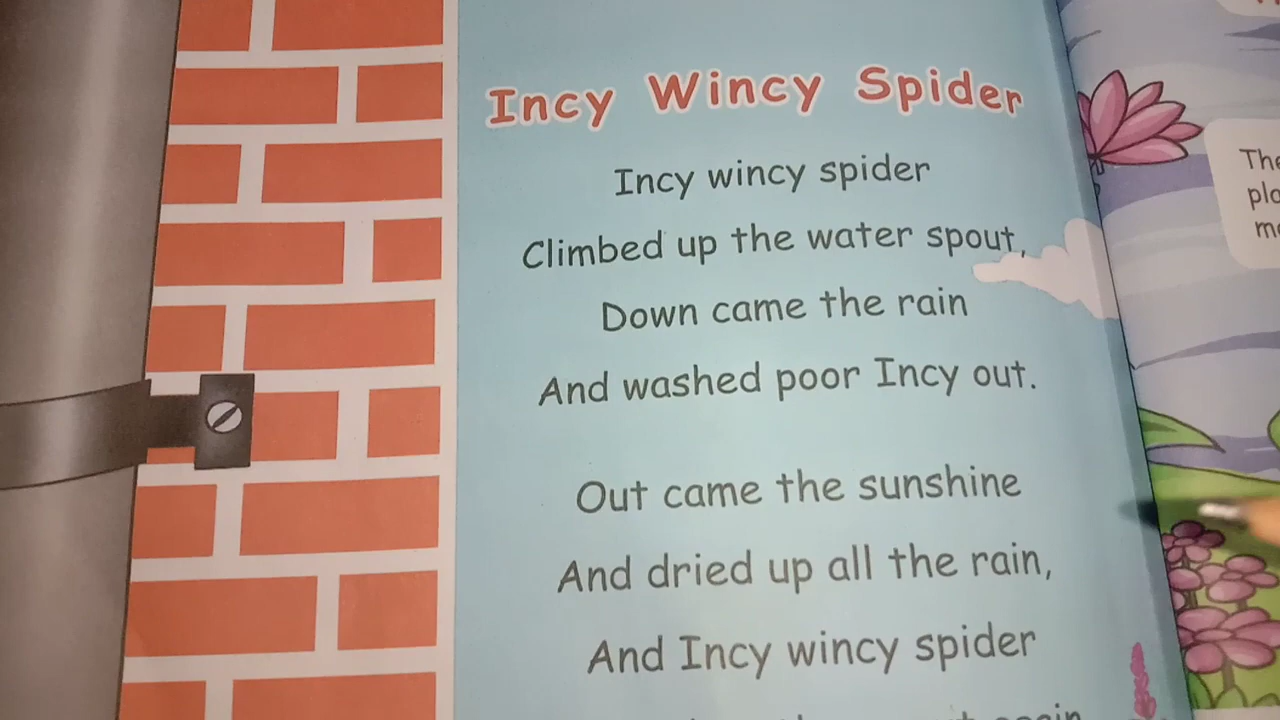 Incy Wincy Spider
Incy wincy spider
Climbed up the water spout,
Down came the rain
And washed poor Incy out.
Out came the sunshine
And dried up all the rain,
And Incy wincy spider
The